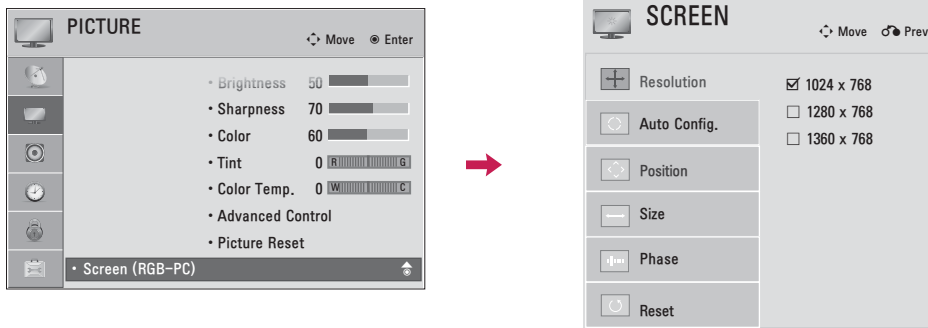 PICTURE
Move Enter
• Brightness 50
• Sharpness 70
• Color 60
• Tint 0 R G
• Color Temp. 0 W C
• Advanced Control
• Picture Reset
• Screen (RGB-PC)
SCREEN
Move Prev
Resolution
Auto Config.
Position
Size
Phase
Reset
1024 x 768
1280 x 768
1360 x 768